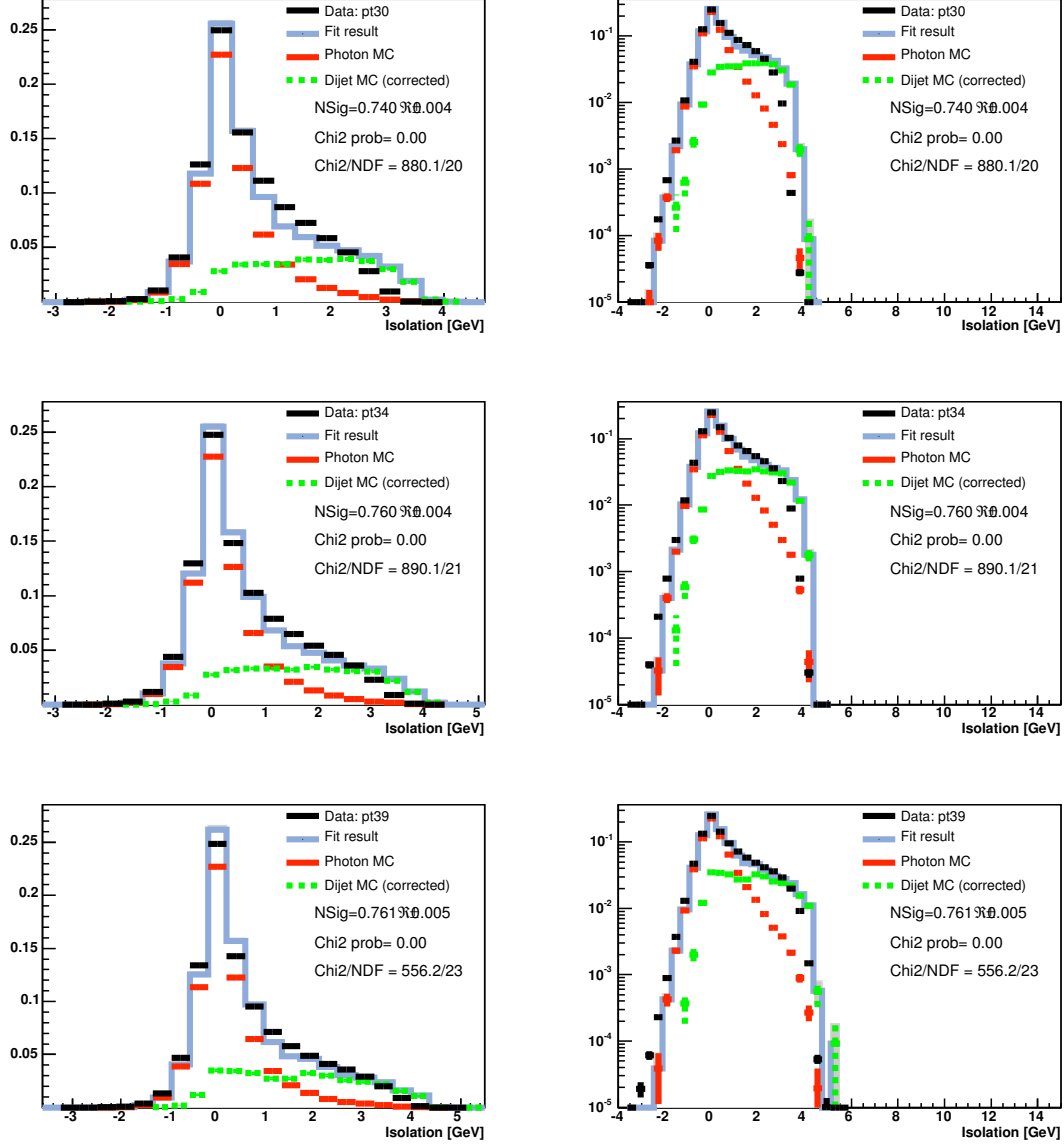 0.25
0.2
0.15
0.1
0.05
-3 -2 -1 0 1 2 3 4
Isolation [GeV]
Data: pt30
Fit result
Photon MC
Dijet MC (corrected)
NSig=0.740 0.004
Chi2 prob= 0.00
Chi2/NDF = 880.1/20
10-1
10-2
10-3
10-4
10-5
-4 -2 0 2 4 6 8 10 12 14
Isolation [GeV]
Data: pt30
Fit result
Photon MC
Dijet MC (corrected)
NSig=0.740 0.004
Chi2 prob= 0.00
Chi2/NDF = 880.1/20
0.25
0.2
0.15
0.1
0.05
-3 -2 -1 0 1 2 3 4 5
Isolation [GeV]
Data: pt34
Fit result
Photon MC
Dijet MC (corrected)
NSig=0.760 0.004
Chi2 prob= 0.00
Chi2/NDF = 890.1/21
10-1
10-2
10-3
10-4
10-5
-4 -2 0 2 4 6 8 10 12 14
Isolation [GeV]
Data: pt34
Fit result
Photon MC
Dijet MC (corrected)
NSig=0.760 0.004
Chi2 prob= 0.00
Chi2/NDF = 890.1/21
0.25
0.2
0.15
0.1
0.05
-3 -2 -1 0 1 2 3 4 5
Isolation [GeV]
Data: pt39
Fit result
Photon MC
Dijet MC (corrected)
NSig=0.761 0.005
Chi2 prob= 0.00
Chi2/NDF = 556.2/23
10-1
10-2
10-3
10-4
10-5
-4 -2 0 2 4 6 8 10 12 14
Isolation [GeV]
Data: pt39
Fit result
Photon MC
Dijet MC (corrected)
NSig=0.761 0.005
Chi2 prob= 0.00
Chi2/NDF = 556.2/23